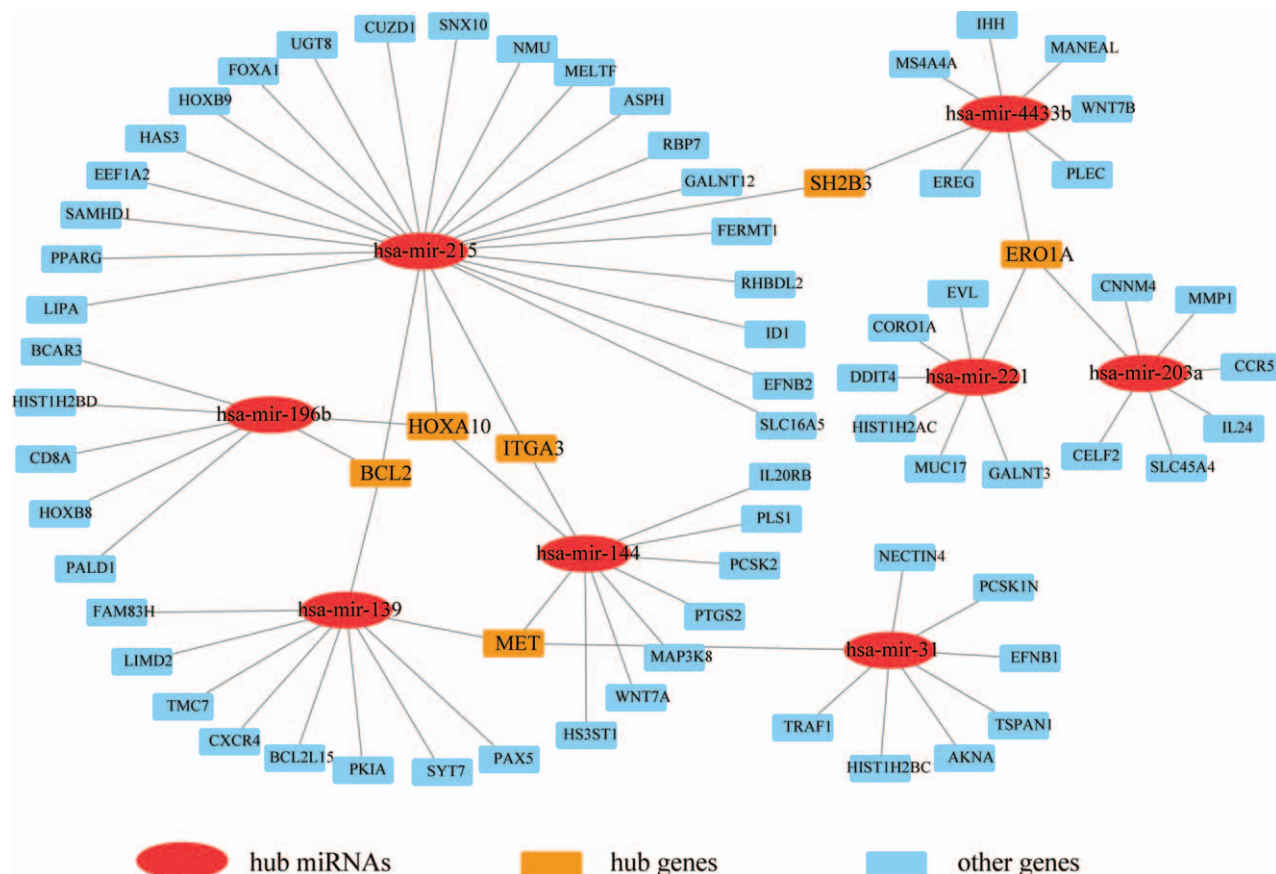 CUZD1
SNX10
UGT8
NMU
FOXA1
MELTF
HOXB9
ASPH
HAS3
RBP7
EEF1A2
GALNT12
SAMHD1
FERMT1
PPARG
hsa-mir-215
RHBDL2
LIPA
ID1
BCAR3
EFNB2
HIST1H2BD
hsa-mir-196b
SLC16A5
CD8A
HOXA10
ITGA3
BCL2
HOXB8
PALD1
IHH
MS4A4A
MANEAL
hsa-mir-4433b
WNT7B
SH2B3
EREG
PLEC
ERO1A
EVL
CNNM4
MMP1
CORO1A
DDIT4
hsa-mir-221
hsa-mir-203a
CCR5
HIST1H2AC
IL24
MUC17
GALNT3
CELF2
SLC45A4
IL20RB
PLS1
hsa-mir-144
PCSK2
PTGS2
MAP3K8
WNT7A
HS3ST1
FAM83H
hsa-mir-139
MET
LIMD2
TMC7
CXCR4
BCL2L15
PKIA
SYT7
PAX5
NECTIN4
PCSK1N
hsa-mir-31
EFNB1
TRAF1
TSPAN1
HIST1H2BC
AKNA
hub miRNAs
hub genes
other genes